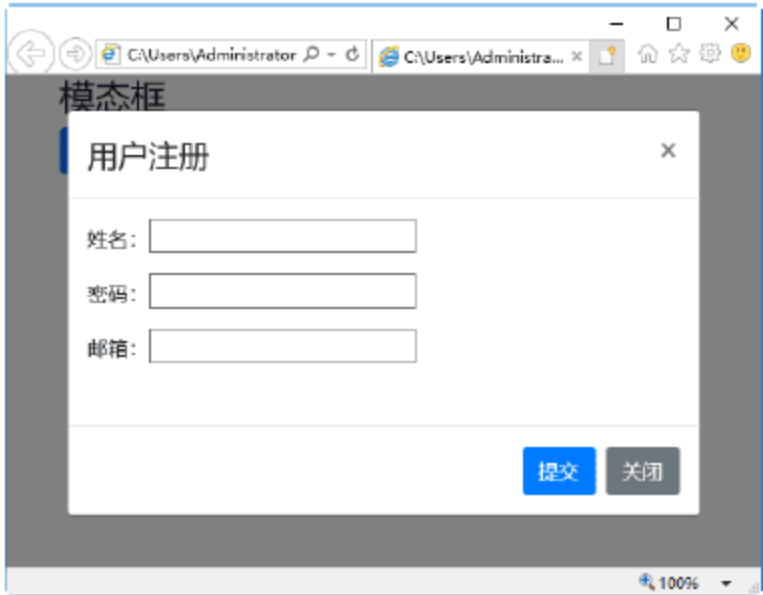 C:\Users\Administrator
C:\Users\Administra...
模态框
用户注册
×
姓名：
密码：
邮箱：
提交 关闭
100%